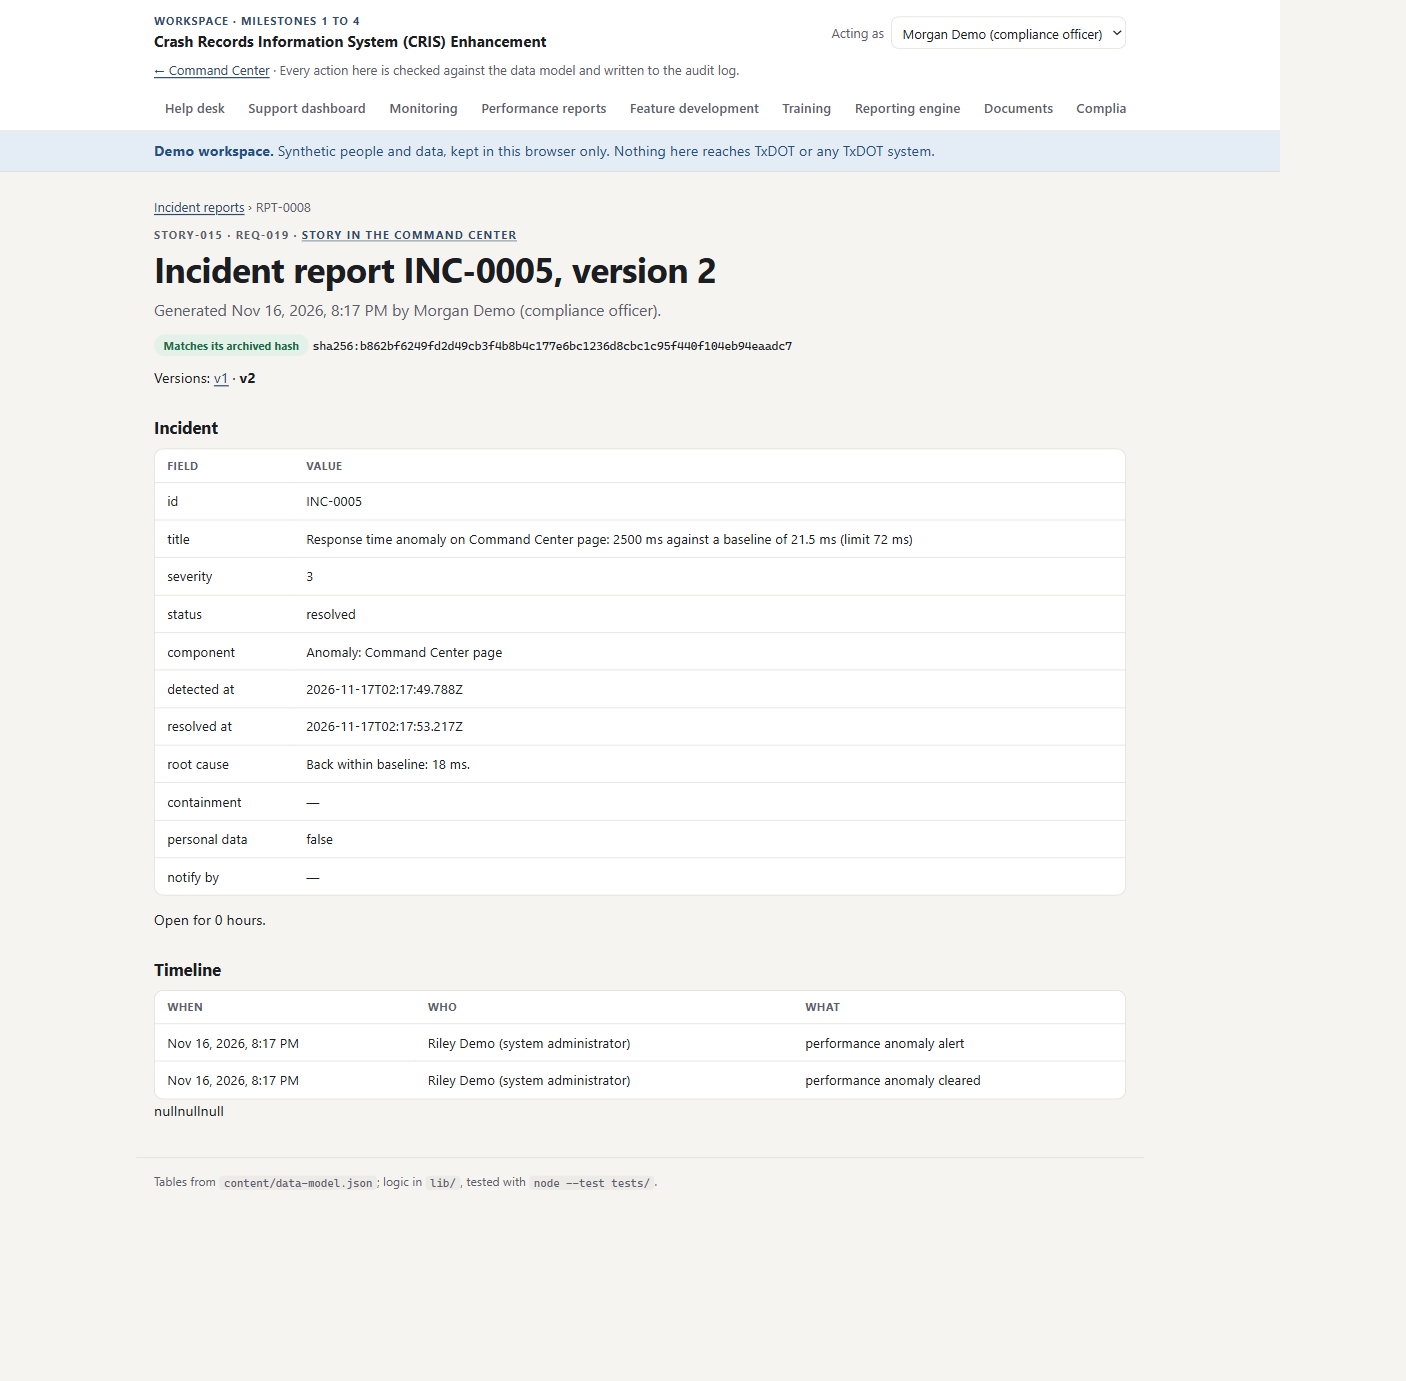 WORKSPACE · MILESTONES 1 TO 4
Crash Records Information System (CRIS) Enhancement
Acting as Morgan Demo (compliance officer)
← Command Center · Every action here is checked against the data model and written to the audit log.
Help desk Support dashboard Monitoring Performance reports Feature development Training Reporting engine Documents Complia
Demo workspace. Synthetic people and data, kept in this browser only. Nothing here reaches TxDOT or any TxDOT system.
Incident reports › RPT-0008
STORY-015 · REQ-019 · STORY IN THE COMMAND CENTER
Incident report INC-0005, version 2
Generated Nov 16, 2026, 8:17 PM by Morgan Demo (compliance officer).
Matches its archived hash sha256:b862bf6249fd2d49cb3f4b8b4c177e6bc1236d8cbc1c95f440f104eb94eaadc7
Versions: v1 · v2
Incident
FIELD VALUE
id INC-0005
title Response time anomaly on Command Center page: 2500 ms against a baseline of 21.5 ms (limit 72 ms)
severity 3
status resolved
component Anomaly: Command Center page
detected at 2026-11-17T02:17:49.788Z
resolved at 2026-11-17T02:17:53.217Z
root cause Back within baseline: 18 ms.
containment —
personal data false
notify by —
Open for 0 hours.
Timeline
WHEN WHO WHAT
Nov 16, 2026, 8:17 PM Riley Demo (system administrator) performance anomaly alert
Nov 16, 2026, 8:17 PM Riley Demo (system administrator) performance anomaly cleared
nullnullnull
Tables from content/data-model.json; logic in lib/, tested with node --test tests/.